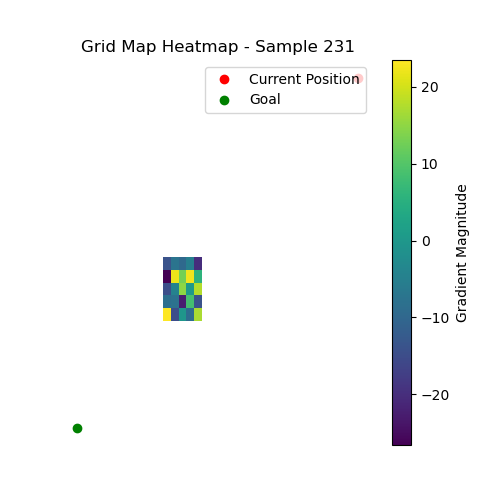 Grid Map Heatmap - Sample 231
Current Position
Goal
20
10
0
−10
−20
Gradient Magnitude